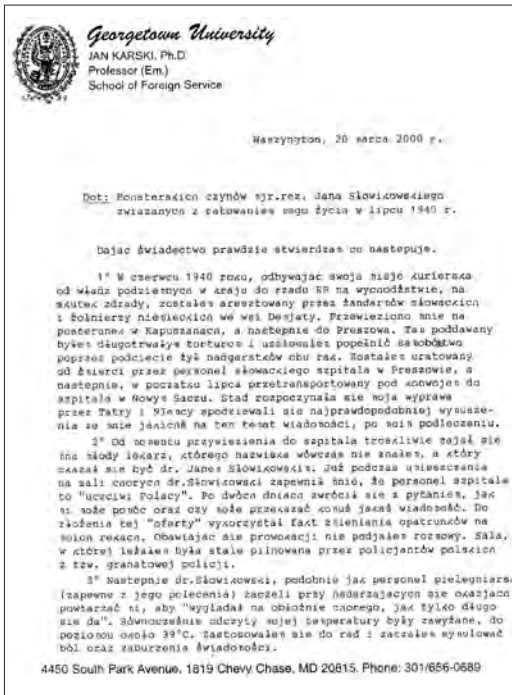 Georgetown University
JAN KARSKI, Ph.D.
Professor (Em.)
School of Foreign Service
Waszyngton, 20 marca 2000 r.
Dot: Bohaterskich czynów mjr.rez. Jana Słowikowskiego
związanych z ratowaniem mego życia w lipcu 1940 r.
Dając świadectwo prawdzie stwierdzam co następuje.
1° W czerwcu 1940 roku, odbywając swoją misję kurierską
od władz podziemnych w kraju do rządu RP na wychodźstwie, na
skutek zdrady, zostałem aresztowany przez żandarmów słowackich
i żołnierzy niemieckich we wsi Demjaty. Przewieziono mnie na
posterunek w Kapuszanach, a następnie do Preszowa. Tam poddawany
byłem długotrwałym torturom i usiłowałem popełnić samobójstwo
poprzez podcięcie żył nadgarstków obu rąk. Zostałem uratowany
od śmierci przez personel słowackiego szpitala w Preszowie, a
następnie, w początku lipca przetransportowany pod konwojem do
szpitala w Nowym Sączu. Stąd rozpoczynała się moja wyprawa
przez Tatry i Niemcy spodziewali się najprawdopodobniej wyduszenia
ze mnie jakichś na ten temat wiadomości, po moim podleczeniu.
2° Od momentu przywiezienia do szpitala troskliwie zajął się
mną młody lekarz, którego nazwiska wówczas nie znałem, a który
okazał się być dr. Janem Słowikowskim. Już podczas umieszczania
na sali chorych dr.Słowikowski zapewnił mnie, że personel szpitala
to "uczciwi Polacy". Po dwóch dniach zwrócił się z pytaniem, jak
mi może pomóc oraz czy może przekazać komuś jakąś wiadomość. Do
złożenia tej "oferty" wykorzystał fakt zmieniania opatrunków na
moich rękach. Obawiając się prowokacji nie podjąłem rozmowy. Sala,
w której leżałem była stale pilnowana przez policjantów polskich
z tzw. granatowej policji.
3° Następnie dr.Słowikowski, podobnie jak personel pielęgniars
(zapewne z jego polecenia) zaczęli przy nadarzających się okazjach
powtarzać mi, aby "wyglądał na obłożnie chorego, jak tylko długo
się da". Równocześnie odczyty mojej temperatury były zawyżane, do
poziomu około 39°C. Zastosowałem się do rad i zacząłem symulować
ból oraz zaburzenia świadomości.
4450 South Park Avenue, 1819 Chevy Chase, MD 20815. Phone: 301/656-0689